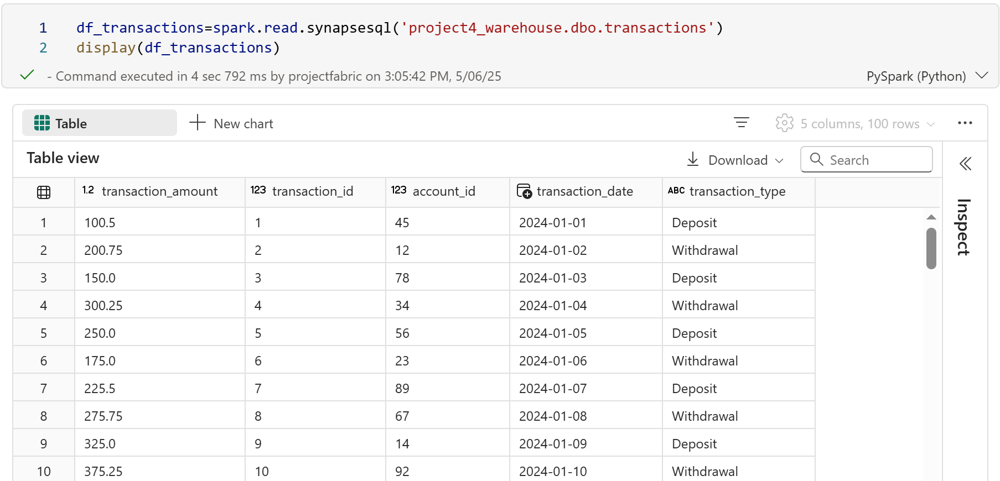 1 df_transactions=spark.read.synapsesql('project4_warehouse.dbo.transactions')
2 display(df_transactions)
- Command executed in 4 sec 792 ms by projectfabric on 3:05:42 PM, 5/06/25 PySpark (Python)
Table New chart 5 columns, 100 rows
Table view Download Search
1.2 transaction_amount 123 transaction_id 123 account_id transaction_date ABC transaction_type
1 100.5 1 45 2024-01-01 Deposit
2 200.75 2 12 2024-01-02 Withdrawal
3 150.0 3 78 2024-01-03 Deposit
4 300.25 4 34 2024-01-04 Withdrawal
5 250.0 5 56 2024-01-05 Deposit
6 175.0 6 23 2024-01-06 Withdrawal
7 225.5 7 89 2024-01-07 Deposit
8 275.75 8 67 2024-01-08 Withdrawal
9 325.0 9 14 2024-01-09 Deposit
10 375.25 10 92 2024-01-10 Withdrawal
Inspect